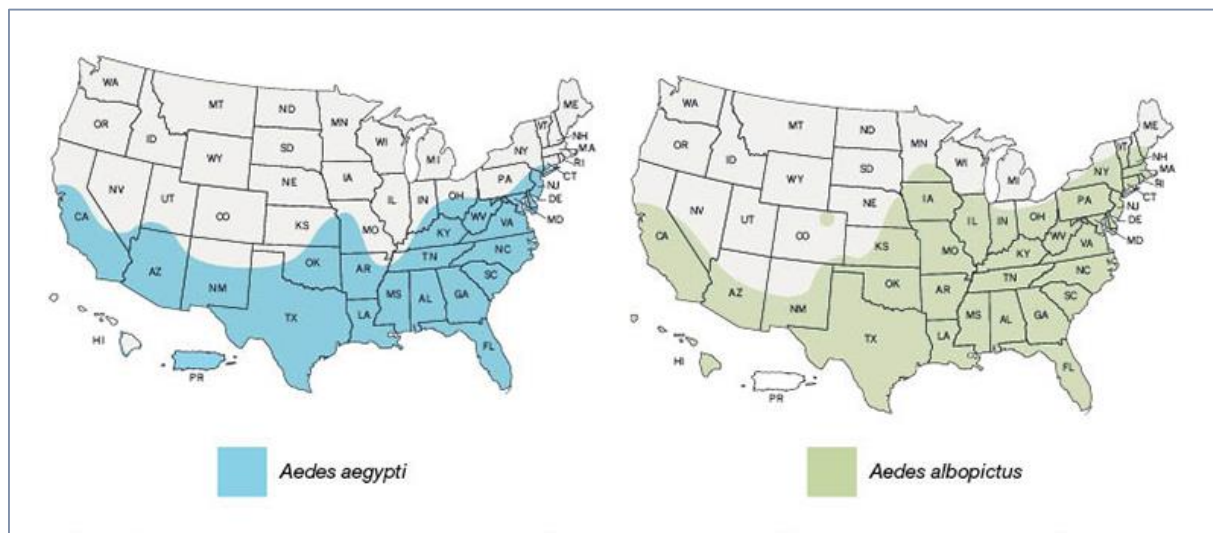 WA
MT
ND
MN
ME
OR
ID
WY
SD
WI
MI
NY
VT
NH
MA
RI
CT
NJ
DE
MD
NV
UT
CO
NE
IA
IL
IN
OH
PA
CA
KS
MO
KY
WV
VA
AZ
NM
OK
AR
TN
NC
SC
TX
LA
MS
AL
GA
FL
HI
PR
Aedes aegypti
WA
MT
ND
MN
ME
OR
ID
WY
SD
WI
MI
NY
VT
NH
MA
RI
CT
NJ
DE
MD
NV
UT
CO
NE
IA
IL
IN
OH
PA
CA
KS
MO
KY
WV
VA
AZ
NM
OK
AR
TN
NC
SC
TX
LA
MS
AL
GA
FL
HI
PR
Aedes albopictus